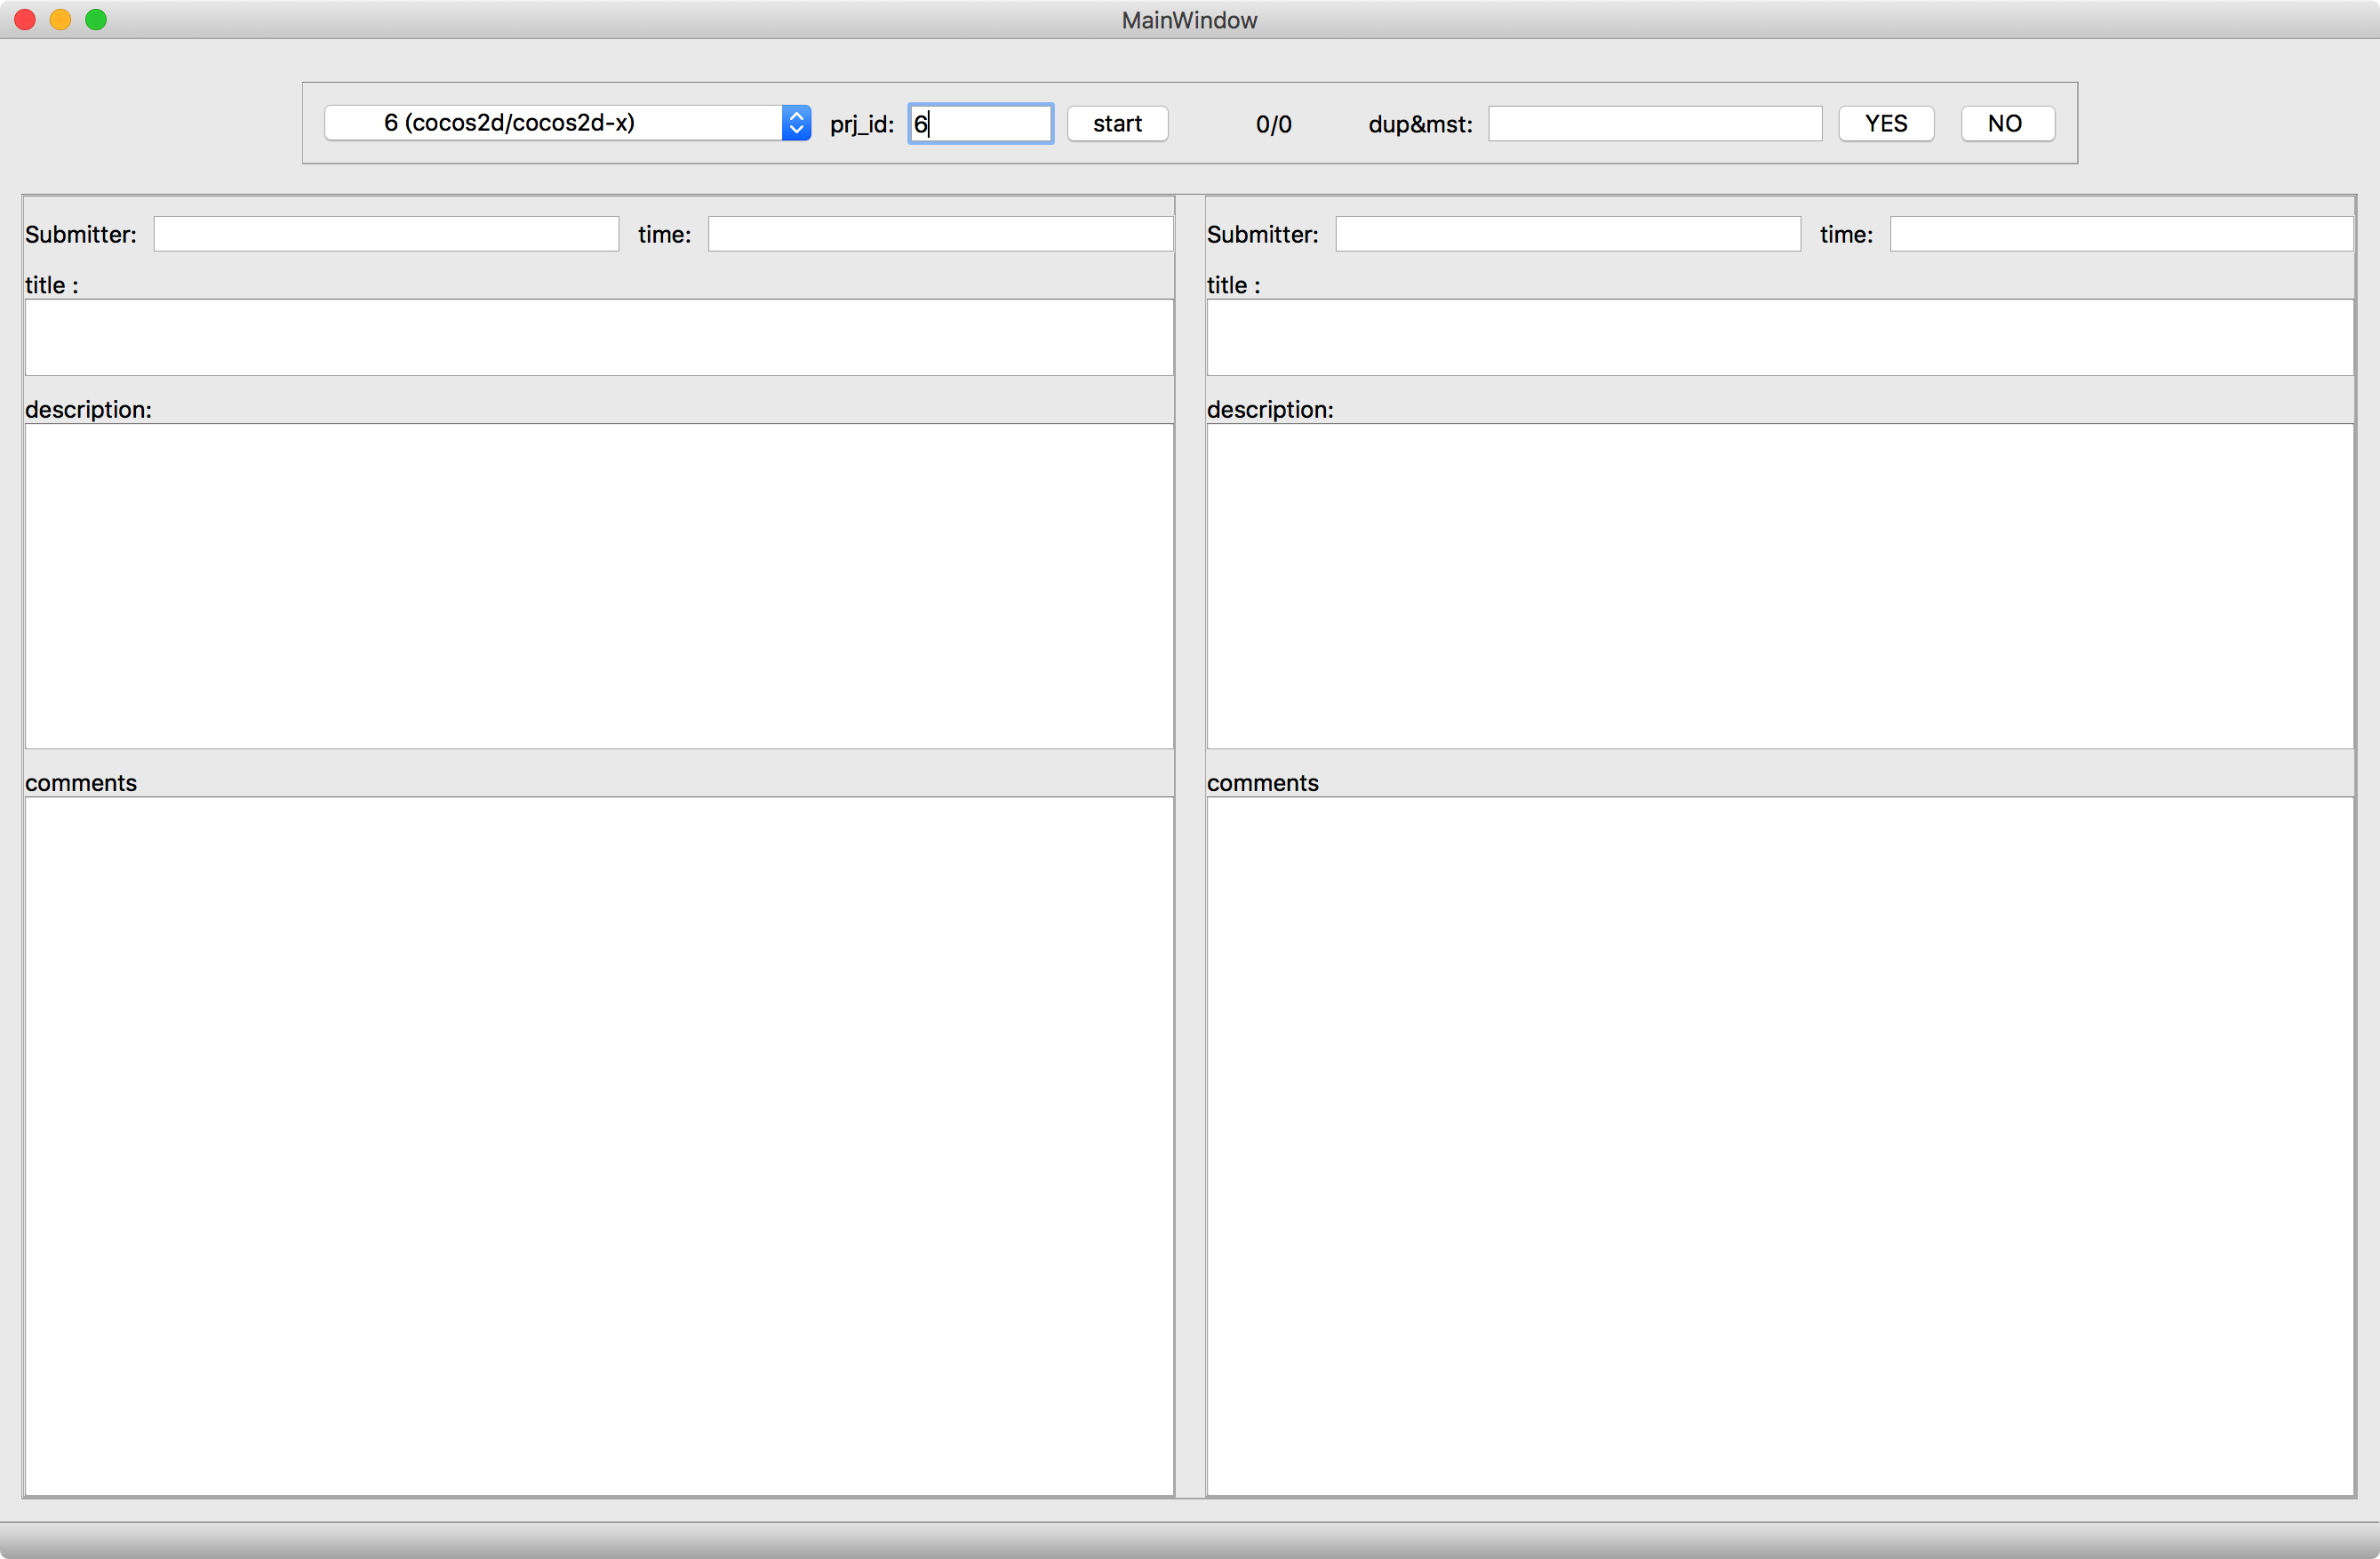 MainWindow
6 (cocos2d/cocos2d-x) prj_id: 6 start 0/0 dup&mst: YES NO
Submitter: time: Submitter: time:
title : title :
description: description:
comments comments